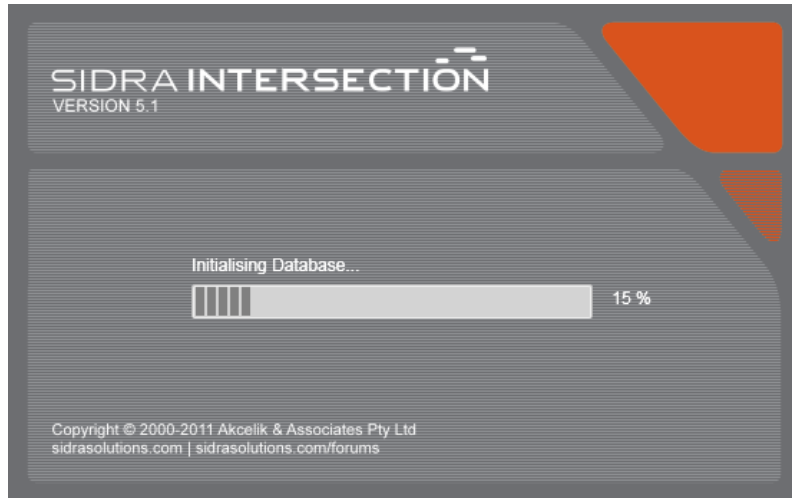 SIDRA INTERSECTION
VERSION 5.1
Initialising Database...
15 %
Copyright © 2000-2011 Akcelik & Associates Pty Ltd
sidrasolutions.com | sidrasolutions.com/forums